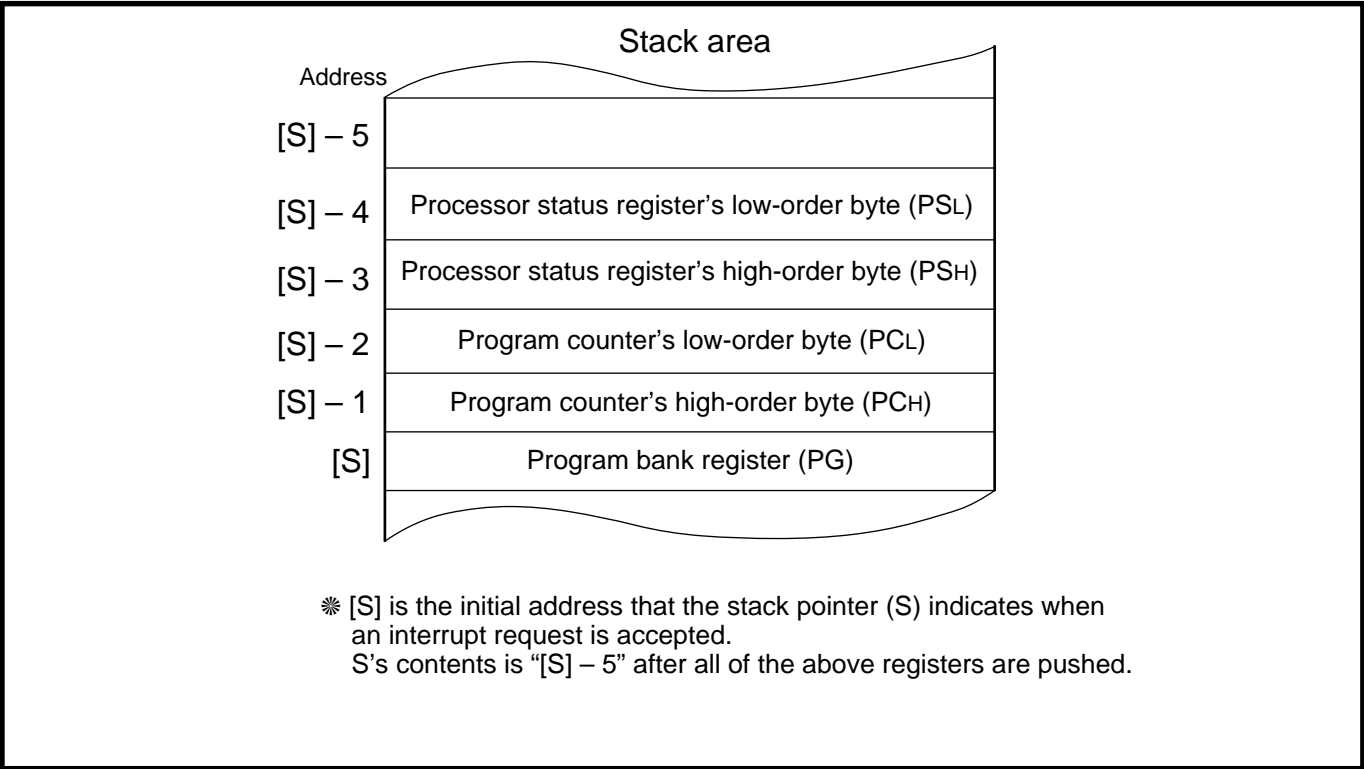 Stack area
Address
[S] – 5
[S] – 4 Processor status register’s low-order byte (PSL)
[S] – 3 Processor status register’s high-order byte (PSH)
[S] – 2 Program counter’s low-order byte (PCL)
[S] – 1 Program counter’s high-order byte (PCH)
[S] Program bank register (PG)
❊ [S] is the initial address that the stack pointer (S) indicates when
an interrupt request is accepted.
S’s contents is “[S] – 5” after all of the above registers are pushed.